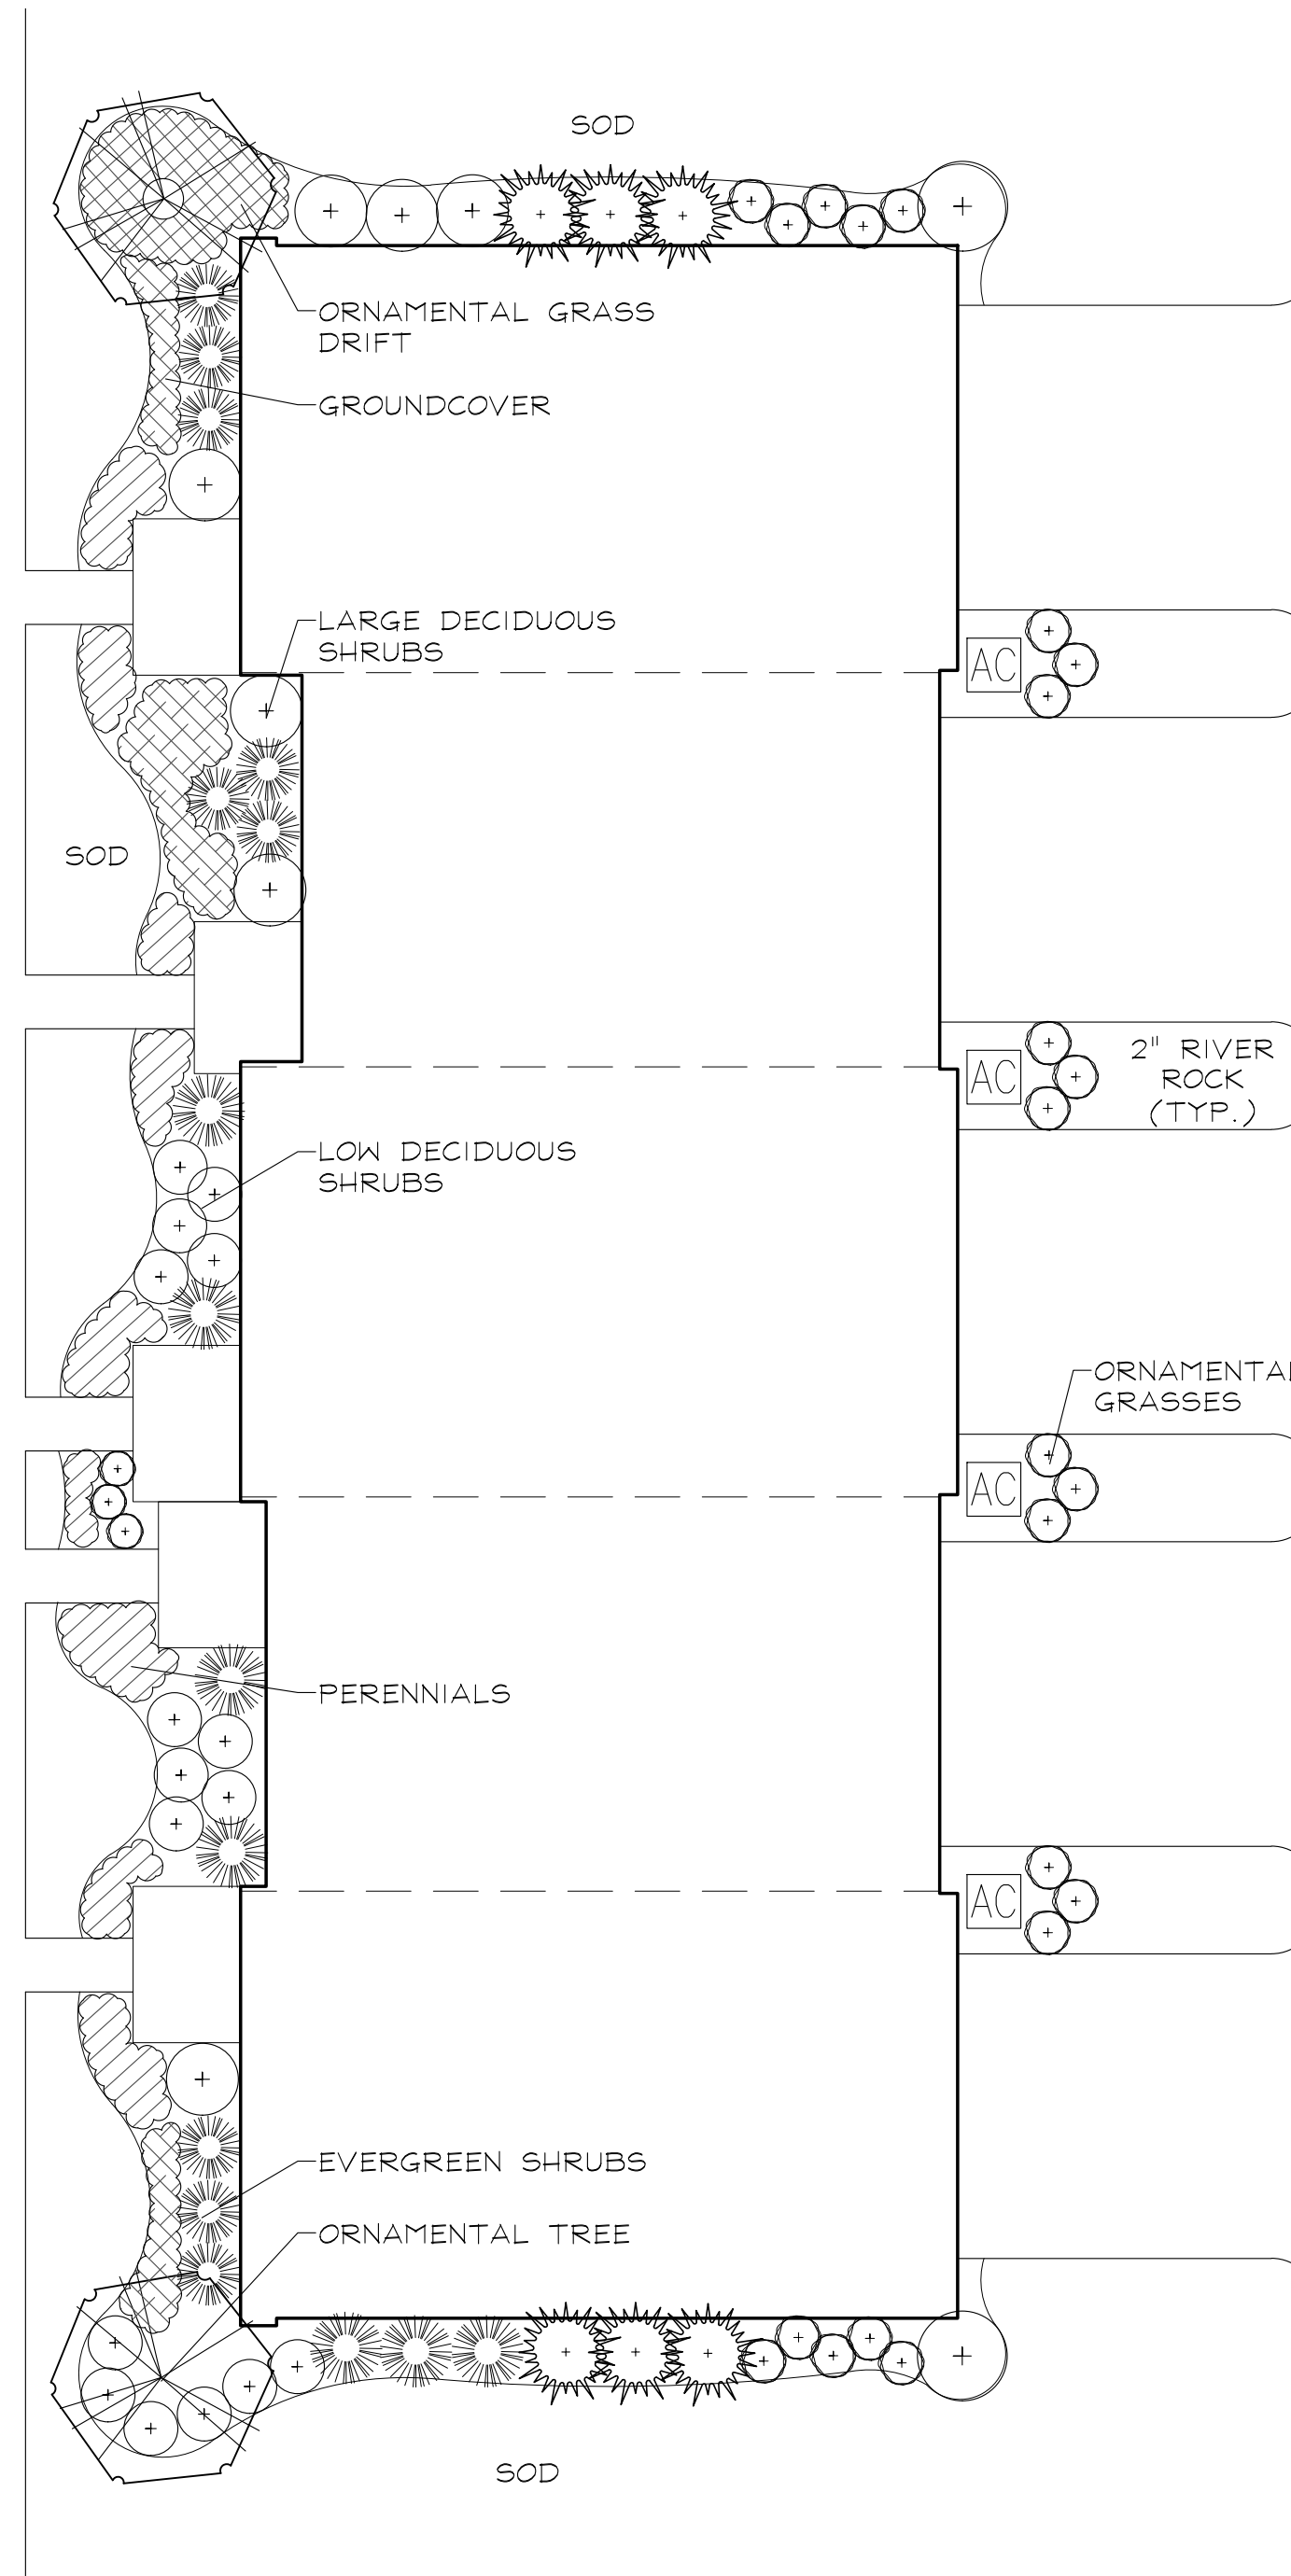 SOD
ORNAMENTAL GRASS
DRIFT
GROUNDCOVER
LARGE DECIDUOUS
SHRUBS
AC
SOD
2" RIVER
ROCK
(TYP.)
AC
LOW DECIDUOUS
SHRUBS
ORNAMENTAL
GRASSES
AC
PERENNIALS
AC
EVERGREEN SHRUBS
ORNAMENTAL TREE
SOD